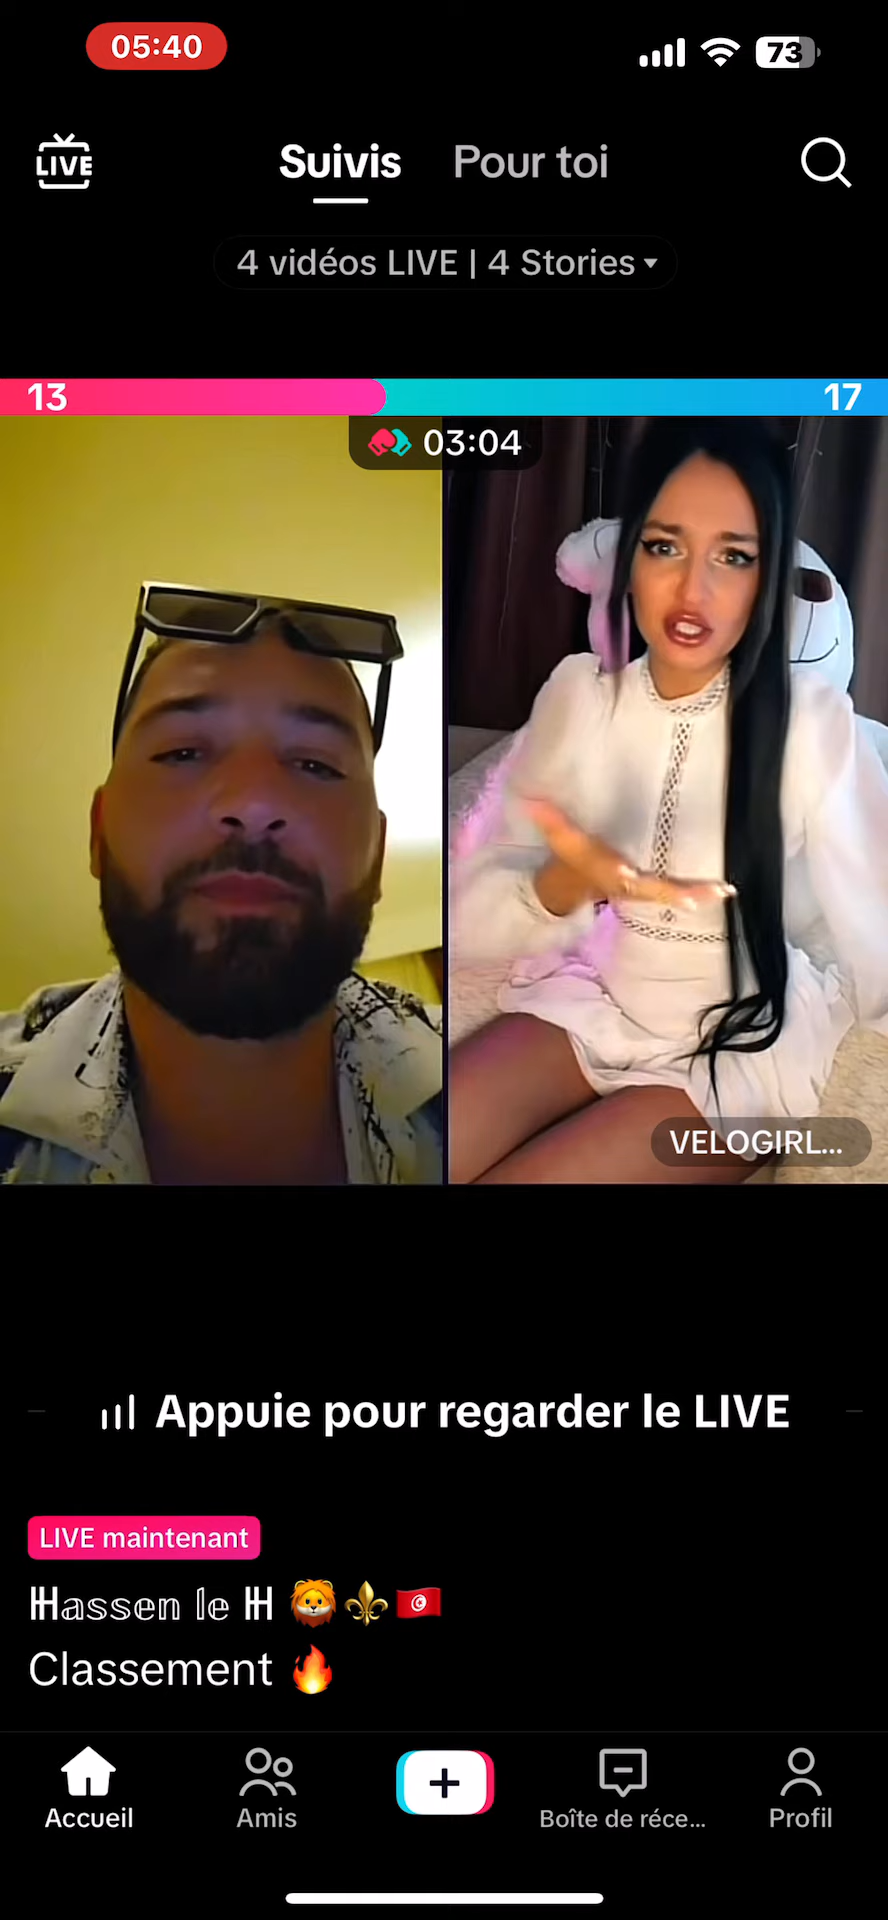 05:40
73
LIVE
Suivis
Pour toi
4 vidéos LIVE | 4 Stories
13
17
03:04
VELOGIRL...
Appuie pour regarder le LIVE
LIVE maintenant
ℍassen le ℍ 🦁⚜️🇹🇳
Classement 🔥
Accueil
Amis
Boîte de réce...
Profil